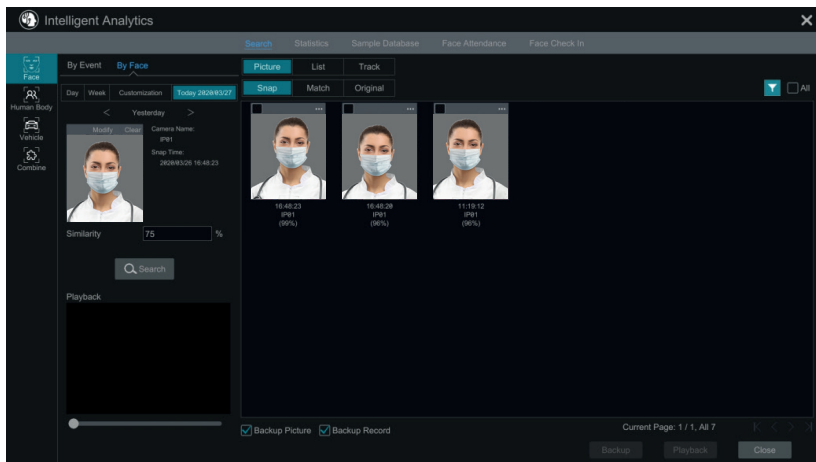 Intelligent Analytics
Search Statistics Sample Database Face Attendance Face Check In
Face
Human Body
Vehicle
Combine
By Event By Face
Day Week Customization Today 2020/03/27
< Yesterday >
Modify Clear
Camera Name:
IP01
Snap Time:
2020/03/26 16:48:23
Similarity 75 %
Search
Playback
Picture List Track
Snap Match Original
All
16:48:23
IP01
(99%)
16:48:20
IP01
(96%)
11:19:12
IP01
(96%)
Backup Picture Backup Record
Current Page: 1 / 1, All 7
Backup Playback Close